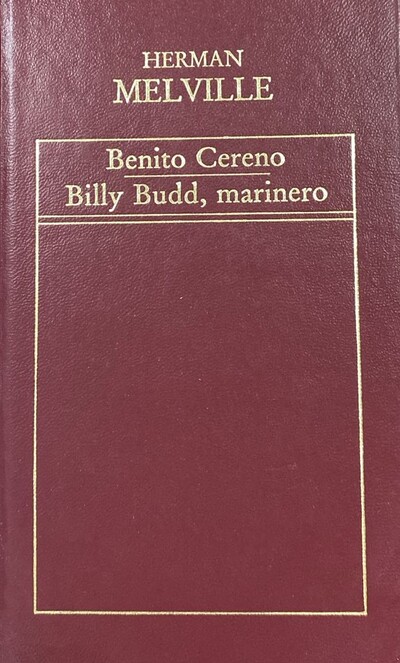 HERMAN
MELVILLE
Benito Cereno
Billy Budd, marinero